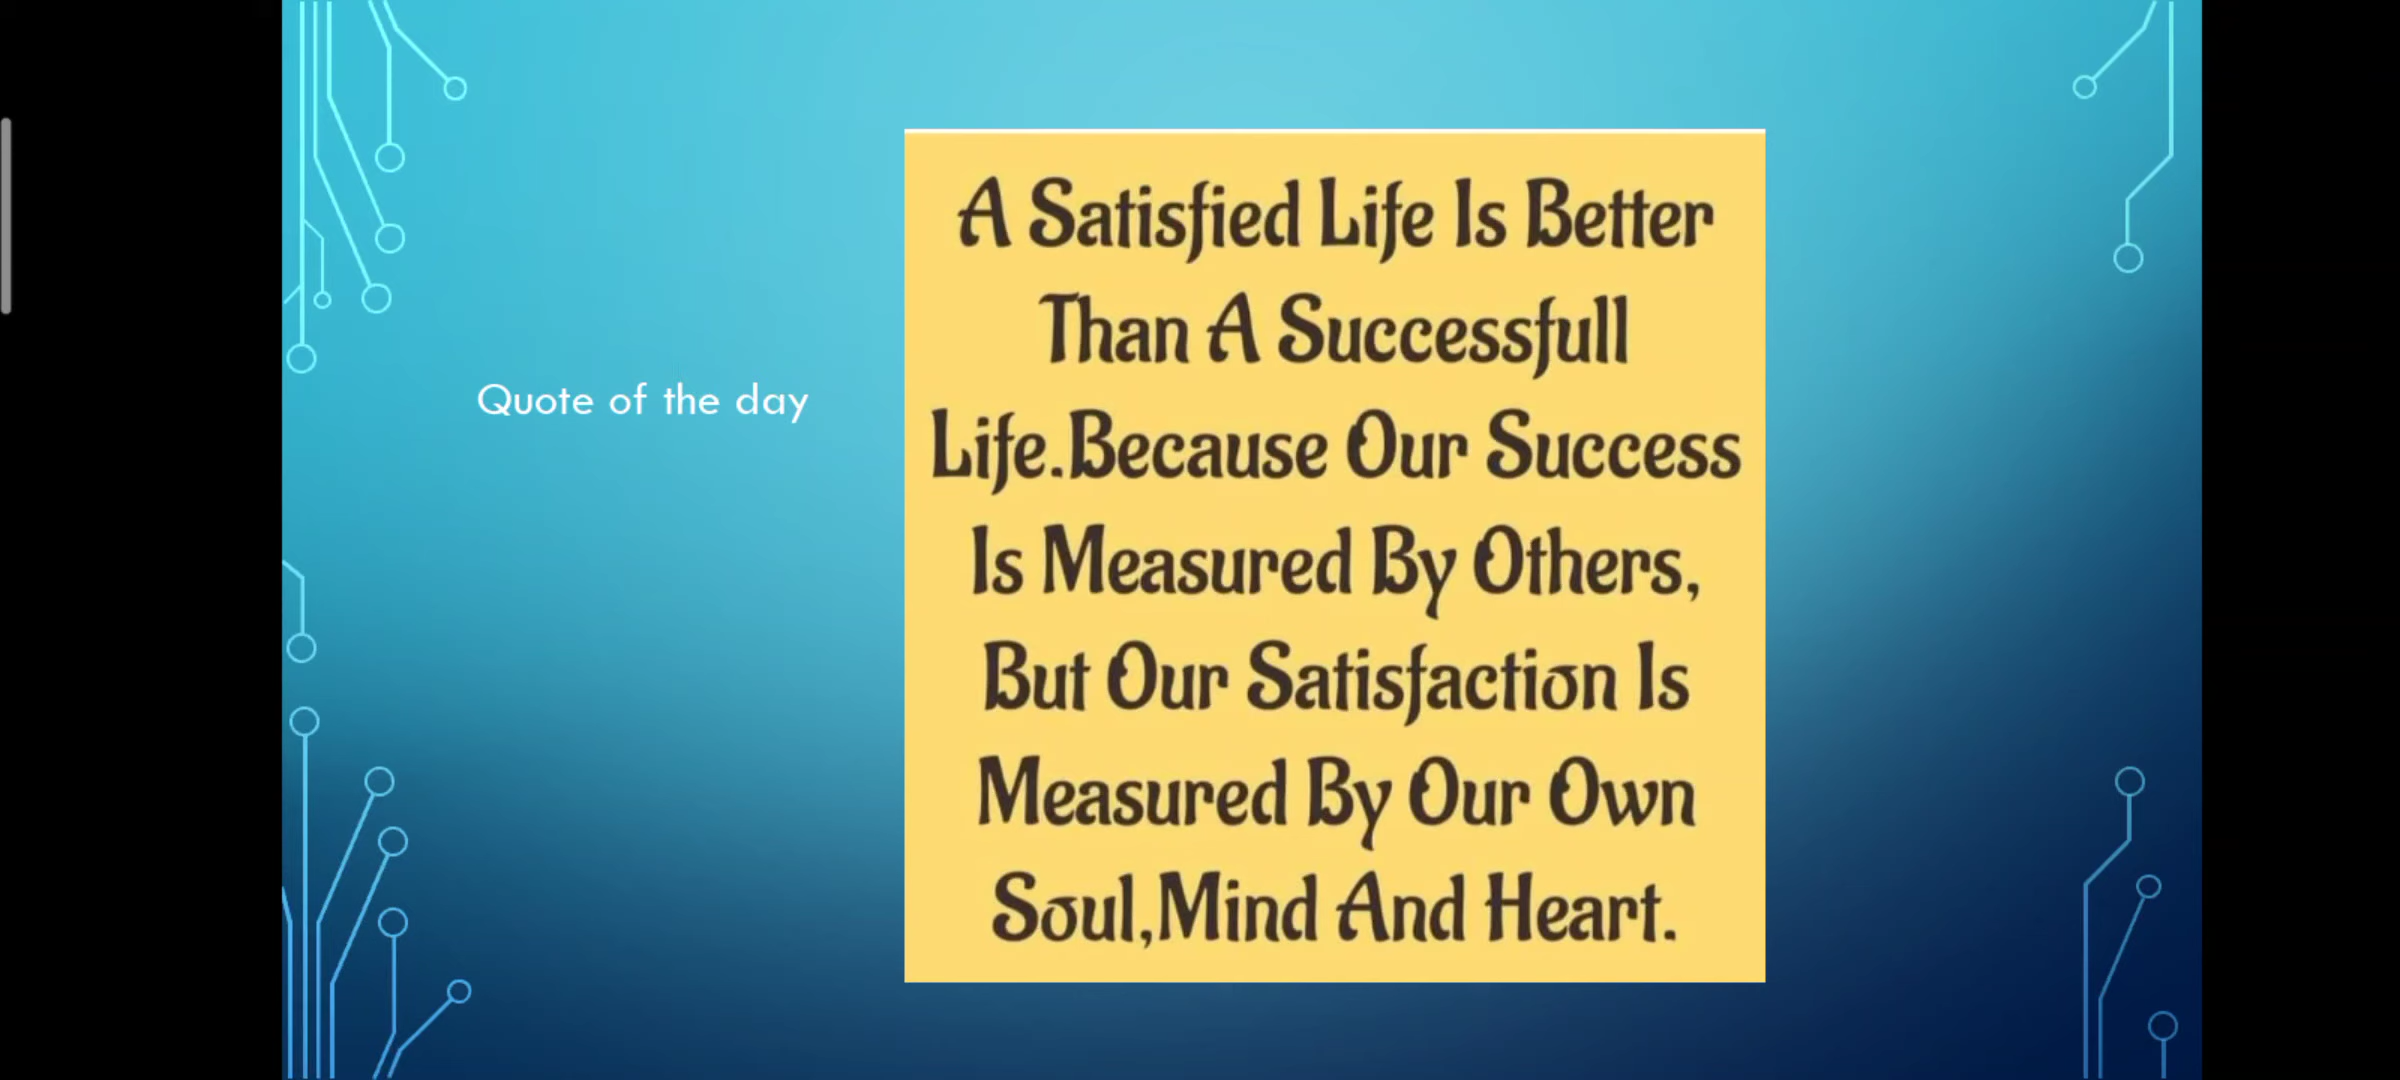 Quote of the day
A Satisfied Life Is Better
Than A Successfull
Life.Because Our Success
Is Measured By Others,
But Our Satisfaction Is
Measured By Our Own
Soul,Mind And Heart.